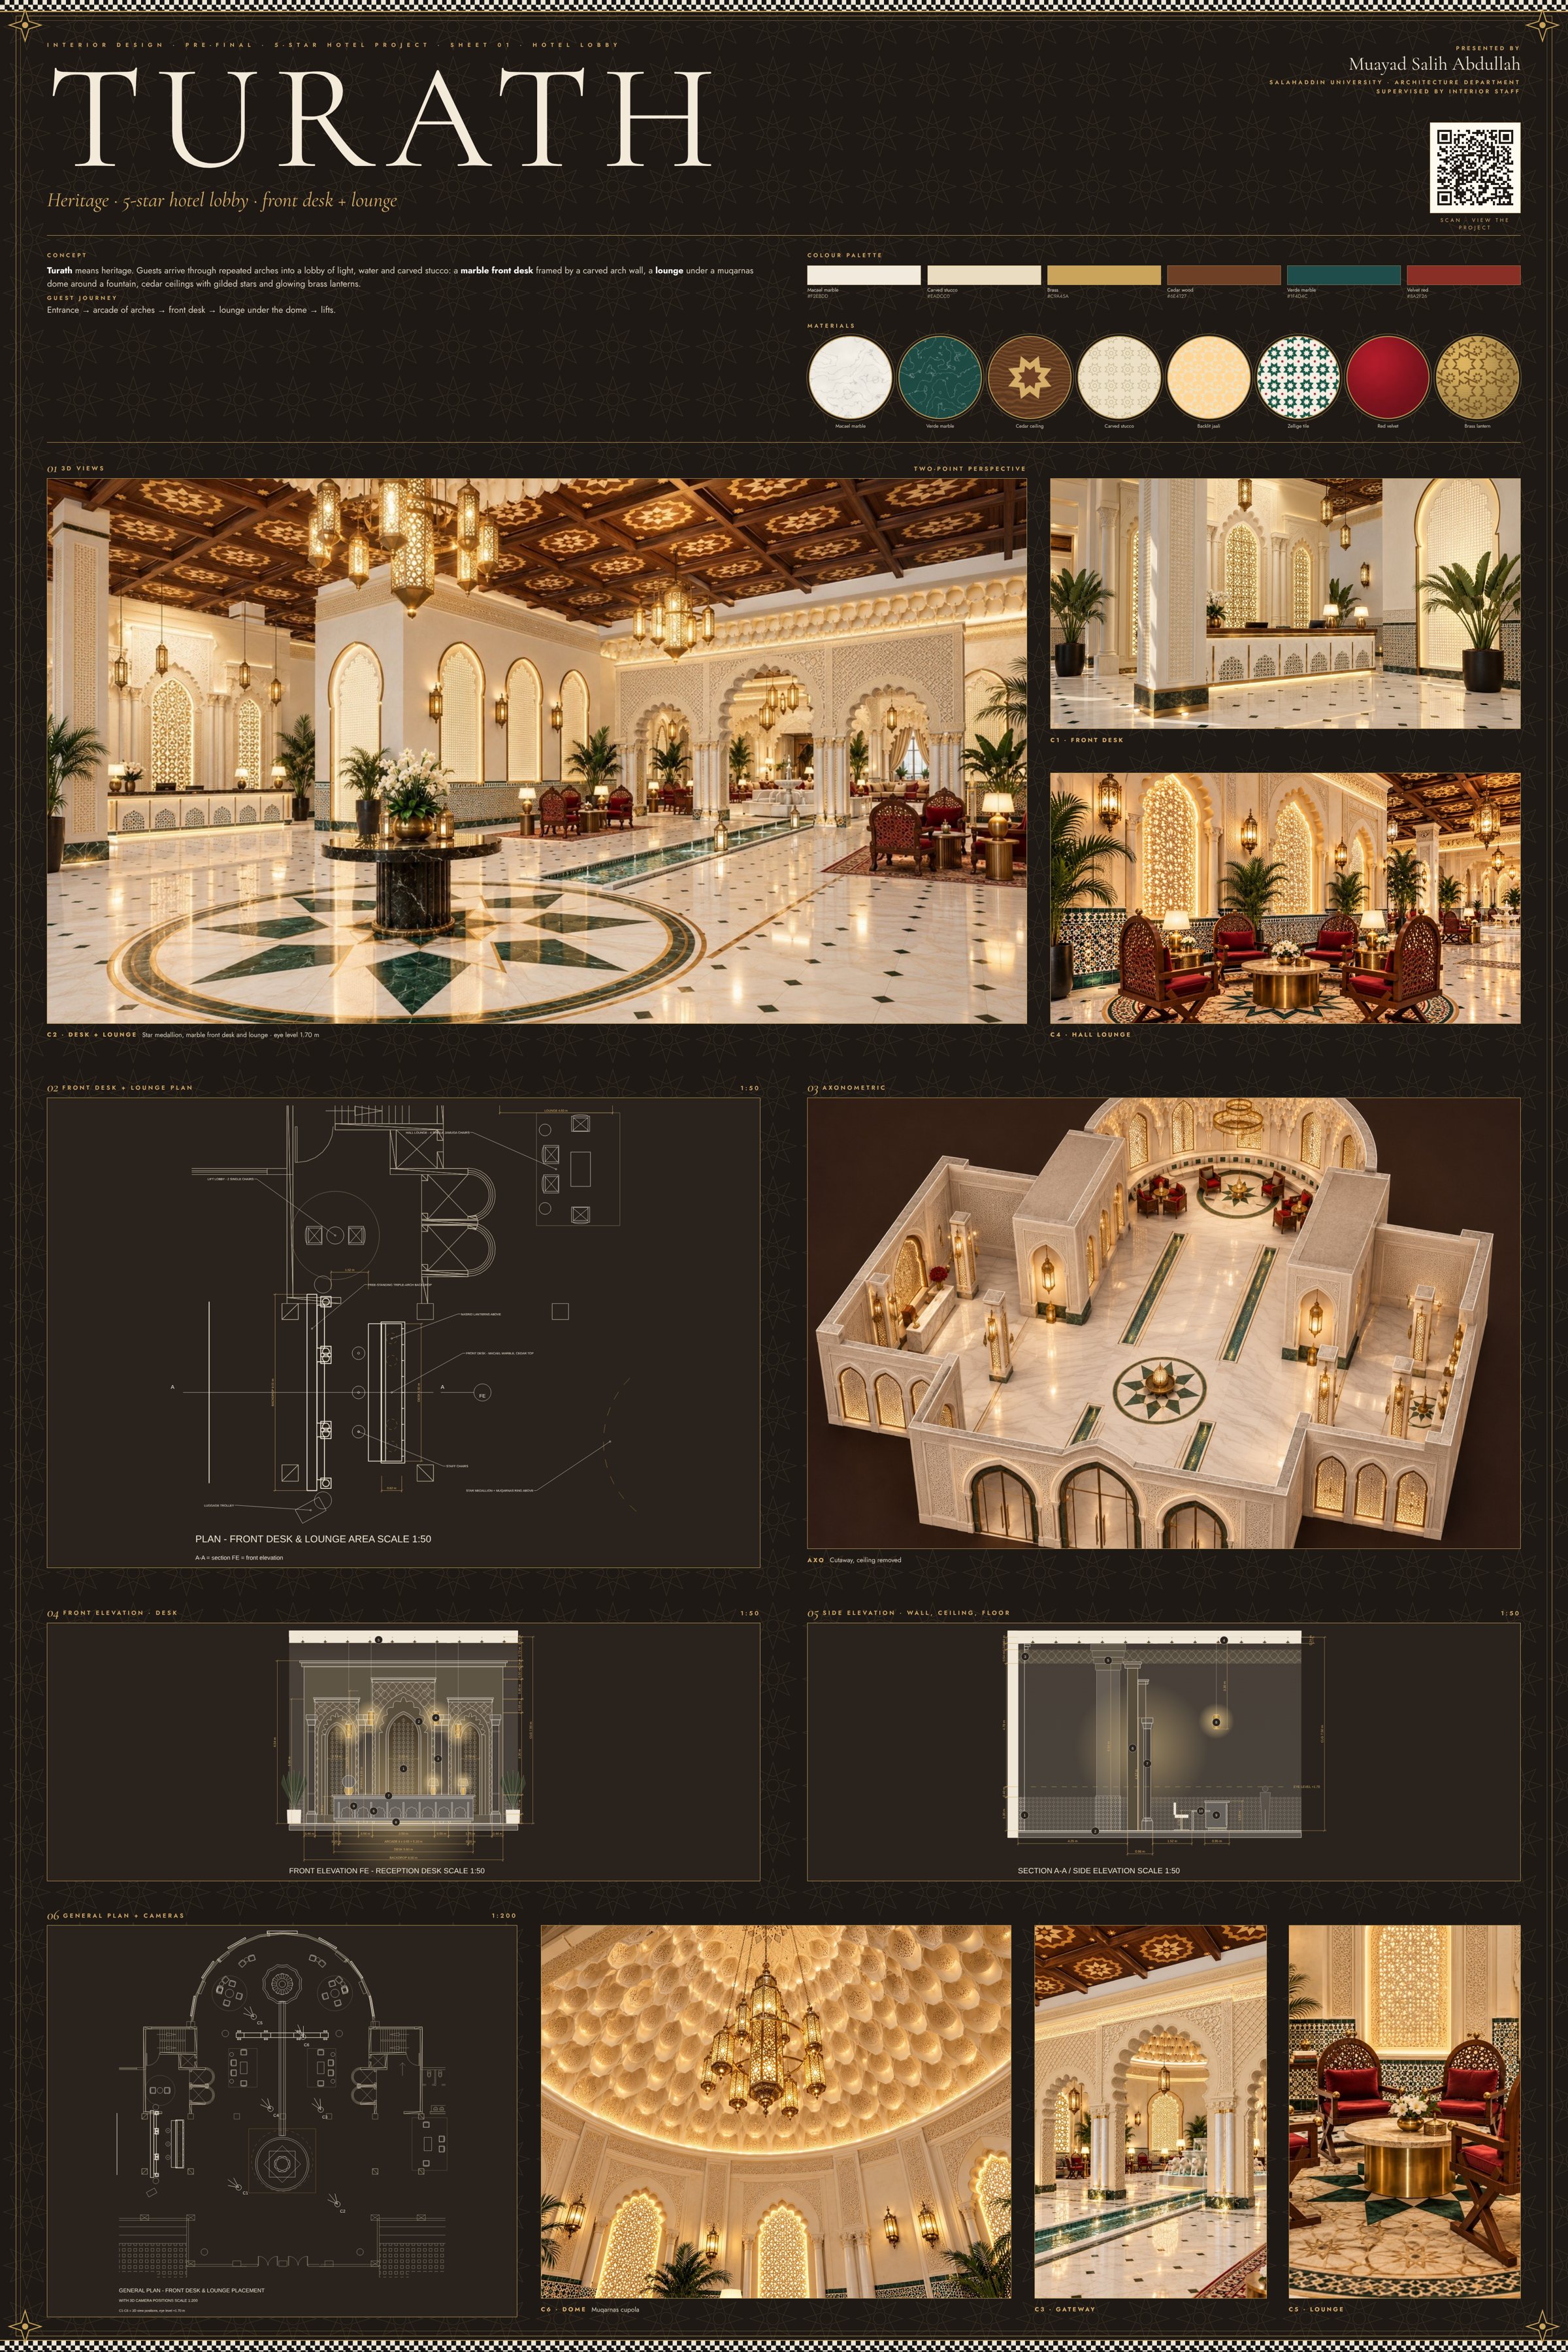 INTERIOR DESIGN · PRE-FINAL · 5-STAR HOTEL PROJECT · SHEET 01 · HOTEL LOBBY
TURATH
Heritage · 5-star hotel lobby · front desk + lounge
PRESENTED BY
Muayad Salih Abdullah
SALAHADDIN UNIVERSITY · ARCHITECTURE DEPARTMENT
SUPERVISED BY INTERIOR STAFF
SCAN · VIEW THE
PROJECT
CONCEPT
Turath means heritage. Guests arrive through repeated arches into a lobby of light, water and carved stucco: a marble front desk framed by a carved arch wall, a lounge under a muqarnas
dome around a fountain, cedar ceilings with gilded stars and glowing brass lanterns.
GUEST JOURNEY
Entrance → arcade of arches → front desk → lounge under the dome → lifts.
COLOUR PALETTE
Macael marble
Carved stucco
Brass
Cedar wood
Verde marble
Velvet red
MATERIALS
Macael marble
Verde marble
Cedar ceiling
Carved stucco
Backlit jaali
Zellige tile
Red velvet
Brass lantern
01 3D VIEWS
TWO-POINT PERSPECTIVE
C2 · DESK + LOUNGE Star medallion, marble front desk and lounge · eye level 1.70 m
C1 · FRONT DESK
C4 · HALL LOUNGE
02 FRONT DESK + LOUNGE PLAN
1:50
A
A
FE
PLAN - FRONT DESK & LOUNGE AREA SCALE 1:50
A-A = section FE = front elevation
03 AXONOMETRIC
AXO Cutaway, ceiling removed
04 FRONT ELEVATION · DESK
1:50
FRONT ELEVATION FE - RECEPTION DESK SCALE 1:50
05 SIDE ELEVATION · WALL, CEILING, FLOOR
1:50
SECTION A-A / SIDE ELEVATION SCALE 1:50
06 GENERAL PLAN + CAMERAS
1:200
GENERAL PLAN - FRONT DESK & LOUNGE PLACEMENT
WITH 3D CAMERA POSITIONS SCALE 1:200
C6 · DOME Muqarnas cupola
C3 · GATEWAY
C5 · LOUNGE